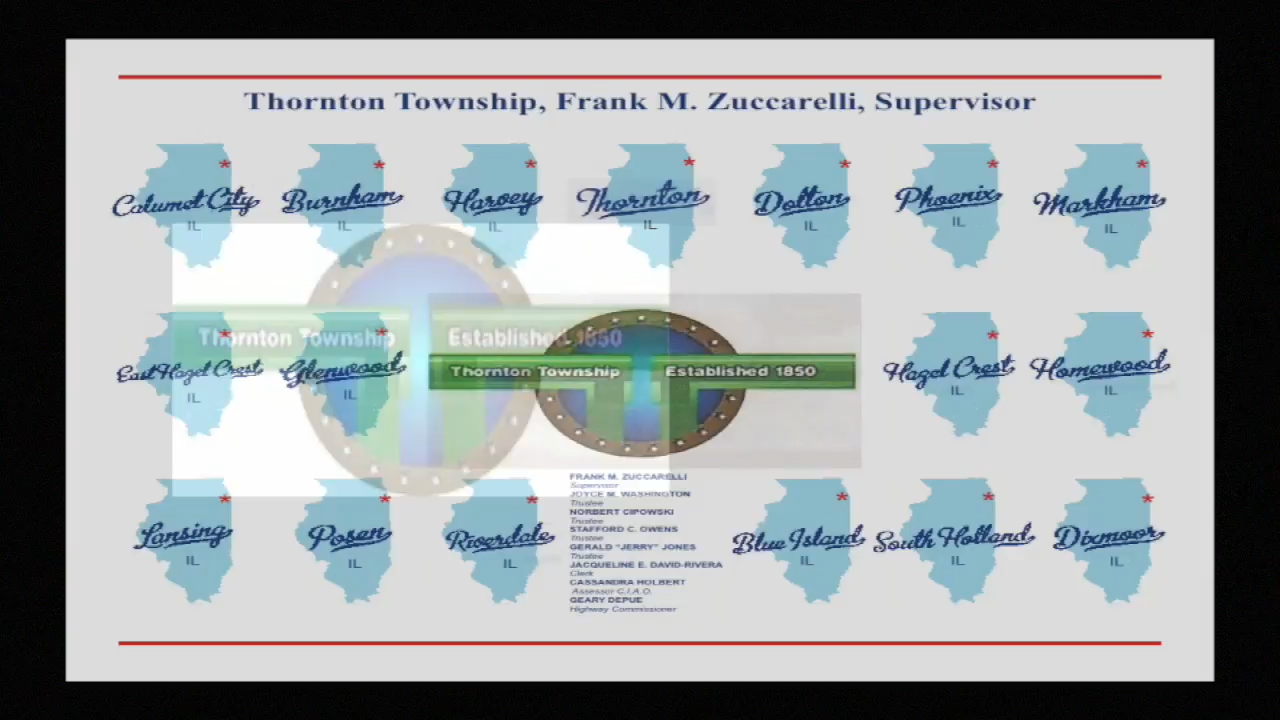 Thornton Township, Frank M. Zuccarelli, Supervisor
Calumet City
IL
Burnham
IL
Harvey
IL
Thornton
IL
Dolton
IL
Phoenix
IL
Markham
IL
Thornton Township
Established 1850
East Hazel Crest
IL
Glenwood
IL
Thornton Township
Established 1850
Hazel Crest
IL
Homewood
IL
Lansing
IL
Posen
IL
Riverdale
IL
FRANK M. ZUCCARELLI
Supervisor
JOYCE M. WASHINGTON
Trustee
NORBERT CIPOWSKI
Trustee
STAFFORD C. OWENS
Trustee
GERALD "JERRY" JONES
Trustee
JACQUELINE E. DAVID-RIVERA
Clerk
CASSANDRA HOLBERT
Assessor C.I.A.O.
GEARY DEPUE
Highway Commissioner
Blue Island
IL
South Holland
IL
Dixmoor
IL